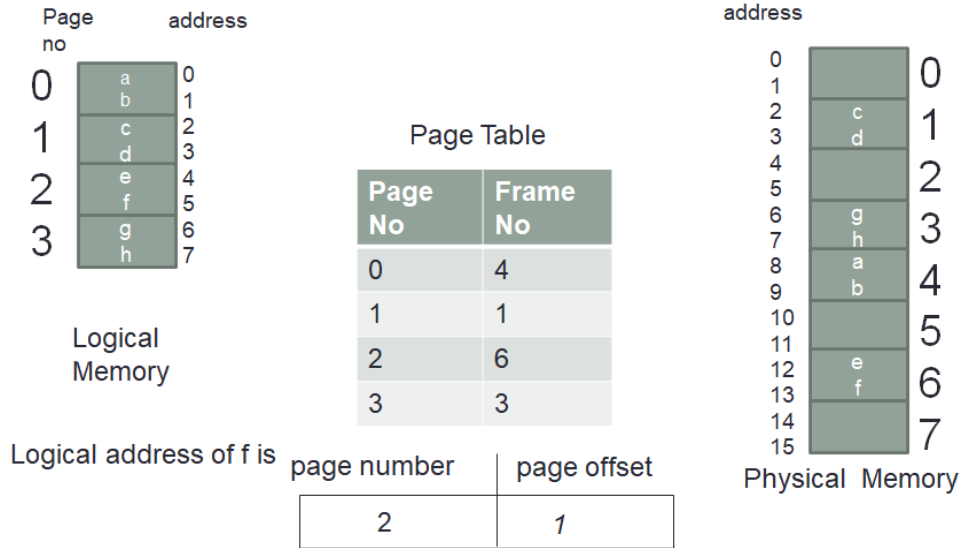 Page
no
address
0
a
b
0
1
1
c
d
2
3
2
e
f
4
5
3
g
h
6
7
Logical
Memory
Page Table
Page No
Frame No
0 4
1 1
2 6
3 3
address
0
1
0
2
3
c
d
1
4
5
2
6
7
g
h
3
8
9
a
b
4
10
11
5
12
13
e
f
6
14
15
7
Physical Memory
Logical address of f is
page number page offset
2 1